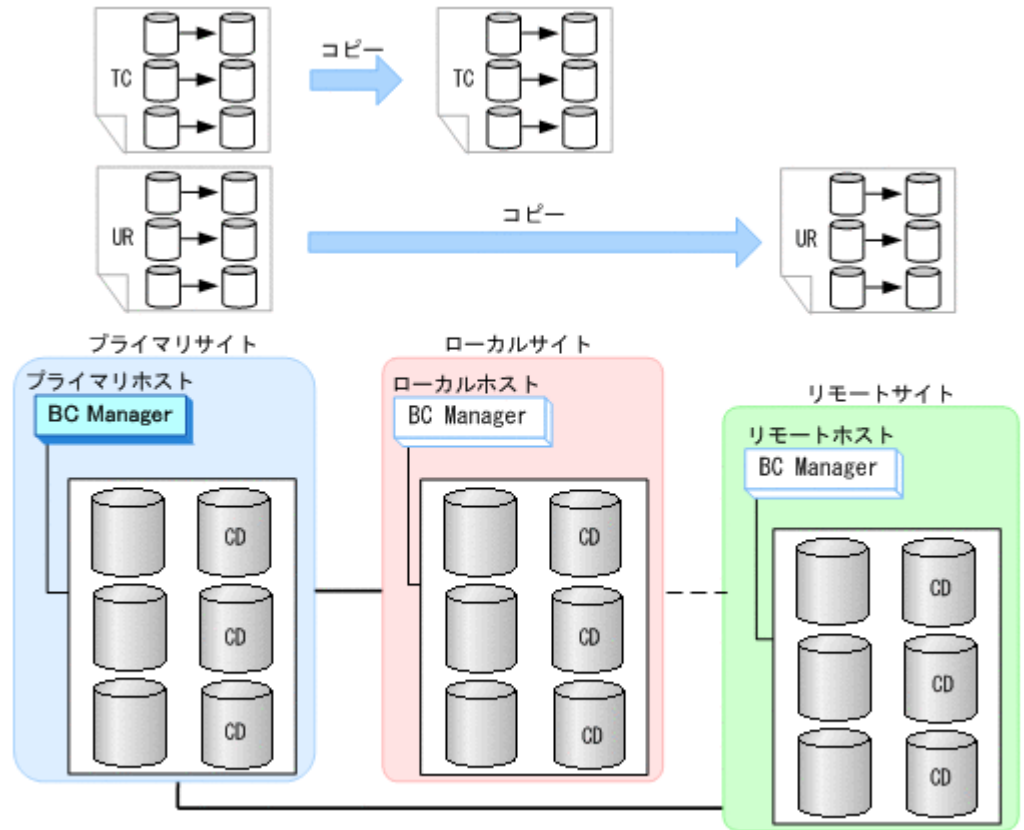 コピー
TC
TC
コピー
UR
UR
プライマリサイト
ローカルサイト
リモートサイト
プライマリホスト
BC Manager
ローカルホスト
BC Manager
リモートホスト
BC Manager
CD
CD
CD
CD
CD
CD
CD
CD
CD